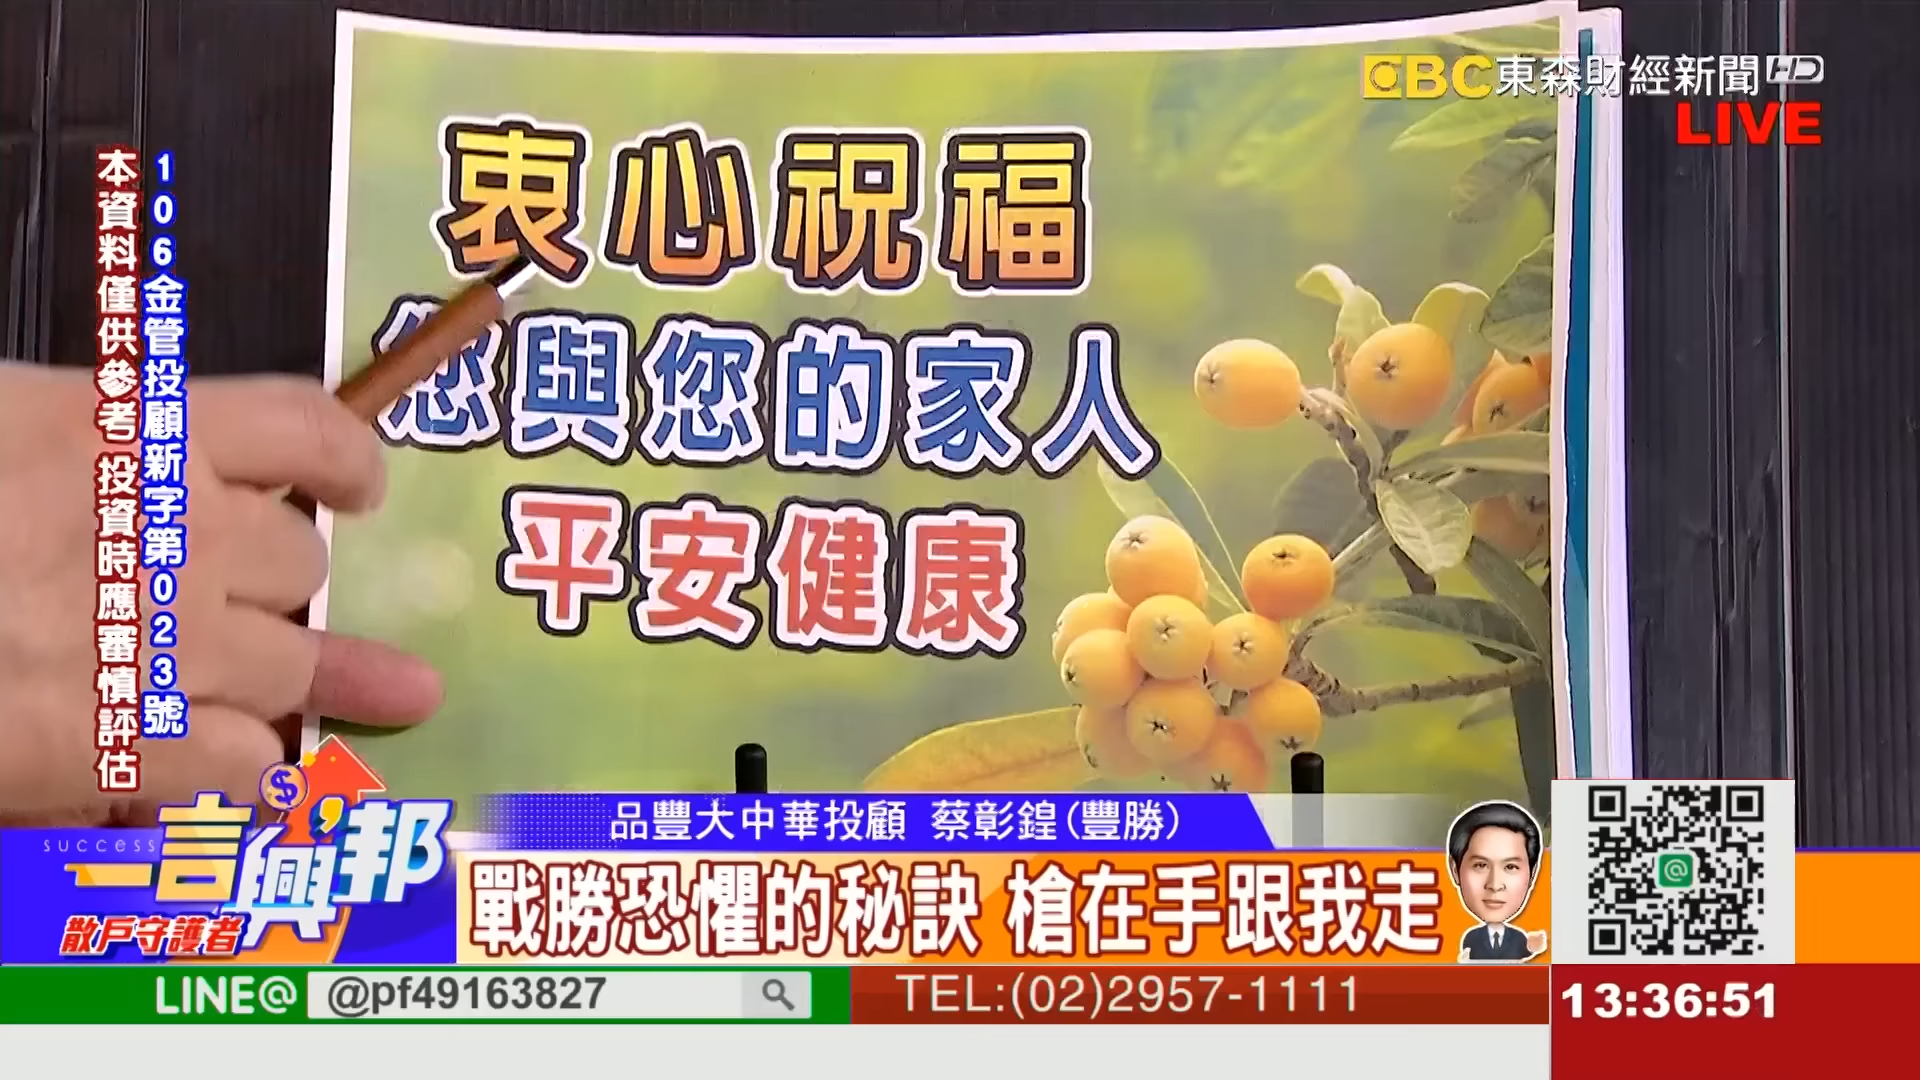 EBC東森財經新聞HD
LIVE
衷心祝福
您與您的家人
平安健康
106金管投顧新字第023號
本資料僅供參考 投資時應審慎評估
success
一言興邦
散戶守護者
品豐大中華投顧 蔡彰鍠(豐勝)
戰勝恐懼的秘訣 槍在手跟我走
LINE@ @pf49163827
TEL:(02)2957-1111
13:36:51